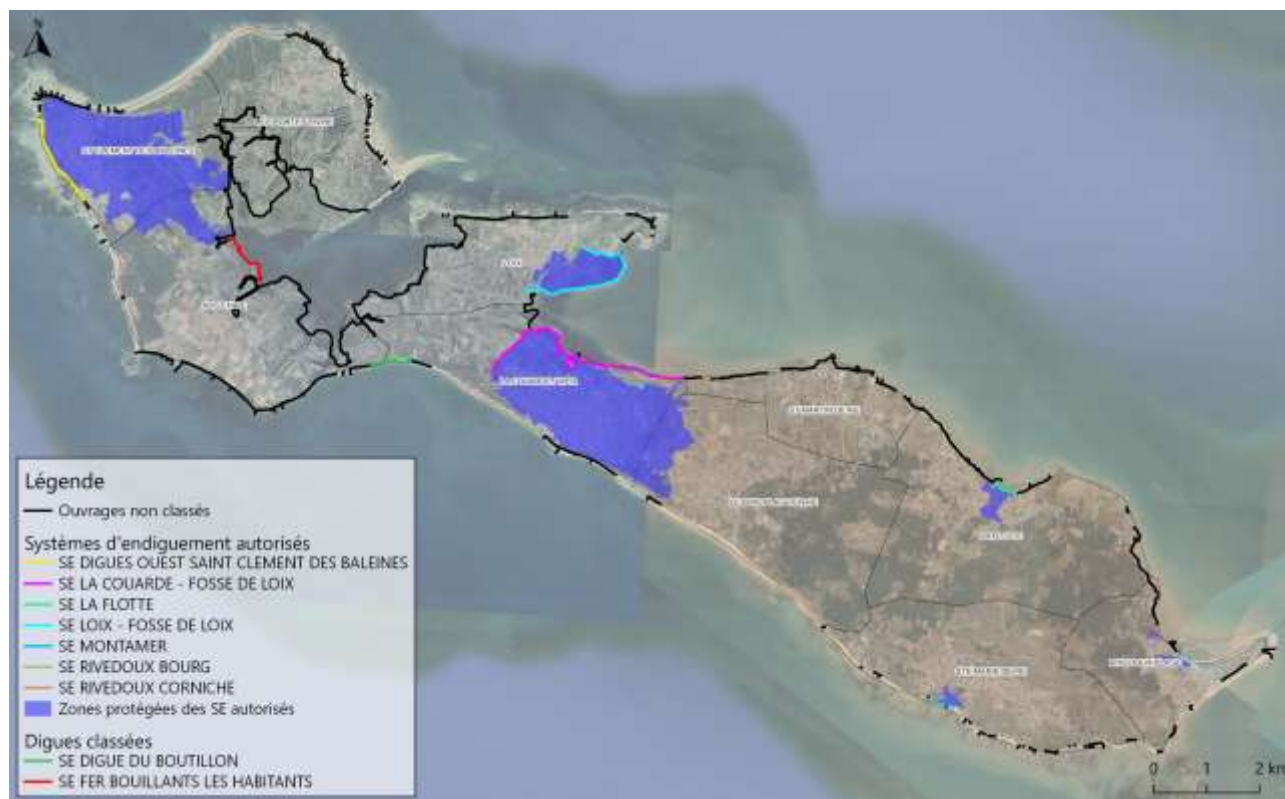 N
LOIX
Légende
Ouvrages non classés
Systèmes d'endiguement autorisés
SE DIGUES OUEST SAINT CLEMENT DES BALEINES
SE LA COUARDE - FOSSE DE LOIX
SE LA FLOTTE
SE LOIX - FOSSE DE LOIX
SE MONTAMER
SE RIVEDOUX BOURG
SE RIVEDOUX CORNICHE
Zones protégées des SE autorisés
Digues classées
SE DIGUE DU BOUTILLON
SE FER BOUILLANTS LES HABITANTS
0 1 2 km